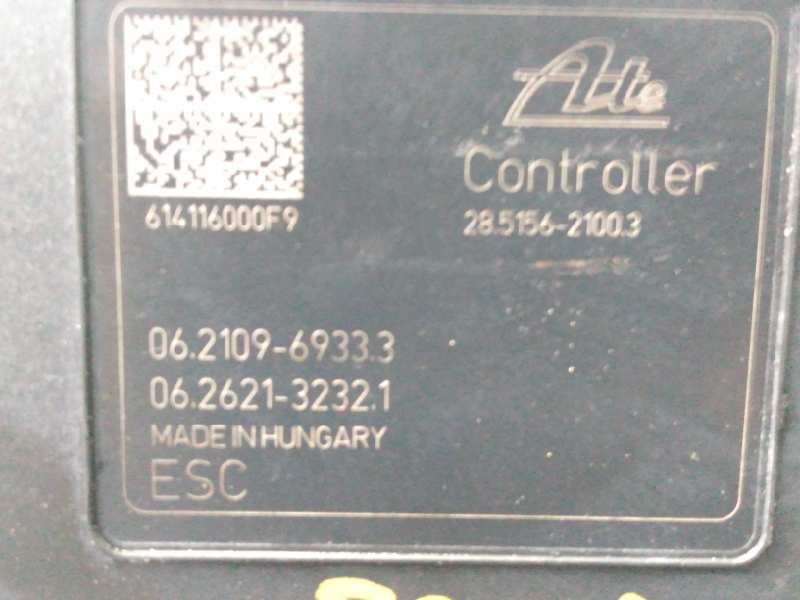 Ate
Controller
614116000F9
28.5156-2100.3
06.2109-6933.3
06.2621-3232.1
MADE IN HUNGARY
ESC